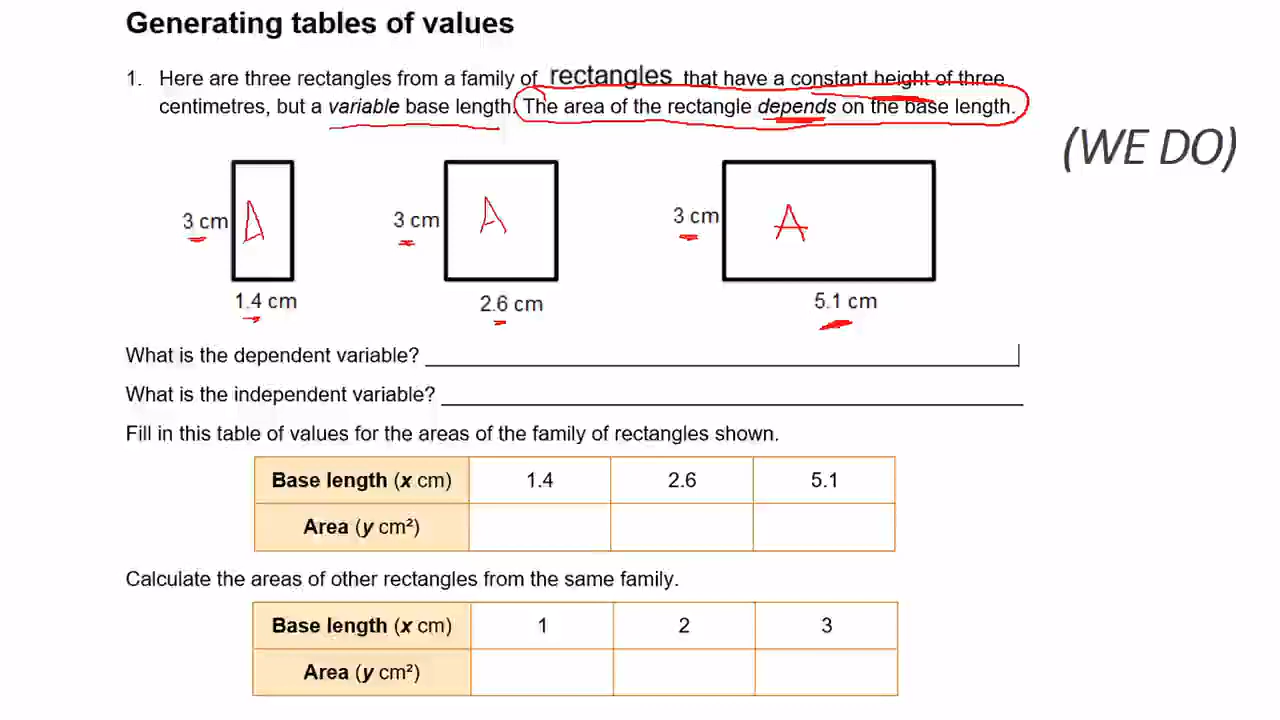 Generating tables of values
1. Here are three rectangles from a family of rectangles that have a constant height of three
centimetres, but a variable base length. The area of the rectangle depends on the base length.
(WE DO)
3 cm A 3 cm A 3 cm A
1.4 cm 2.6 cm 5.1 cm
What is the dependent variable?
What is the independent variable?
Fill in this table of values for the areas of the family of rectangles shown.
Base length (x cm) 1.4 2.6 5.1
Area (y cm²)
Calculate the areas of other rectangles from the same family.
Base length (x cm) 1 2 3
Area (y cm²)